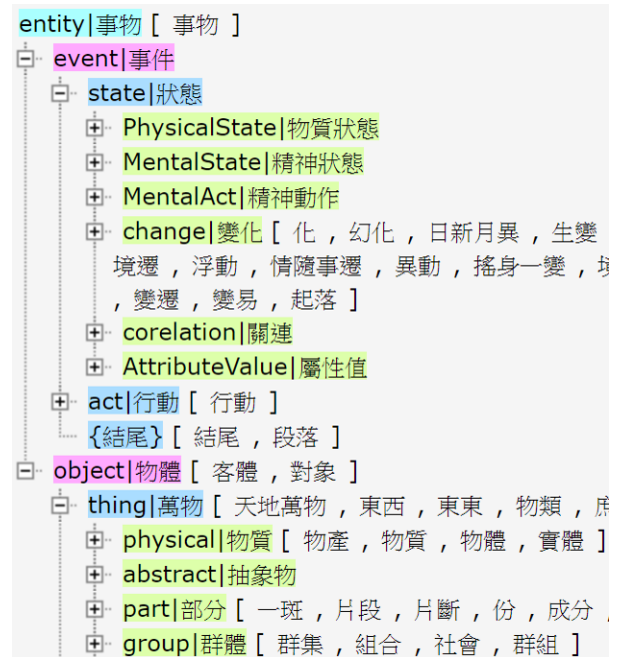 entity|事物 [ 事物 ]
event|事件
state|狀態
PhysicalState|物質狀態
MentalState|精神狀態
MentalAct|精神動作
change|變化 [ 化 , 幻化 , 日新月異 , 生變
境遷 , 浮動 , 情隨事遷 , 異動 , 搖身一變 ,
, 變遷 , 變易 , 起落 ]
corelation|關連
AttributeValue|屬性值
act|行動 [ 行動 ]
{結尾} [ 結尾 , 段落 ]
object|物體 [ 客體 , 對象 ]
thing|萬物 [ 天地萬物 , 東西 , 東東 , 物類 ,
physical|物質 [ 物產 , 物質 , 物體 , 實體 ]
abstract|抽象物
part|部分 [ 一斑 , 片段 , 片斷 , 份 , 成分 ,
group|群體 [ 群集 , 組合 , 社會 , 群組 ]